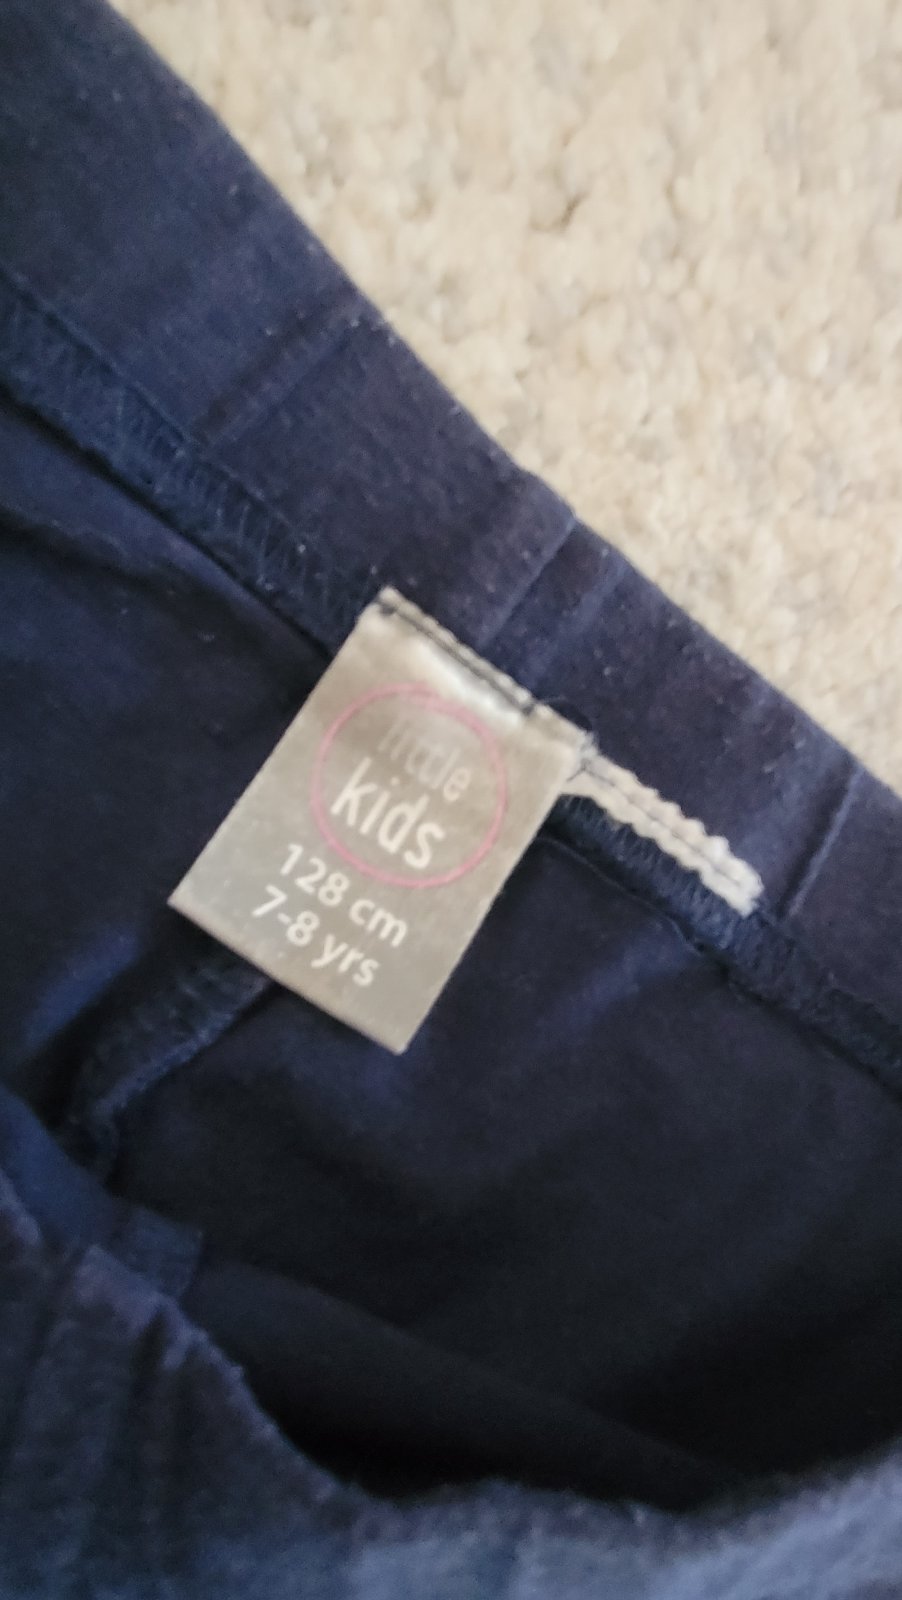 little
kids
128 cm
7-8 yrs